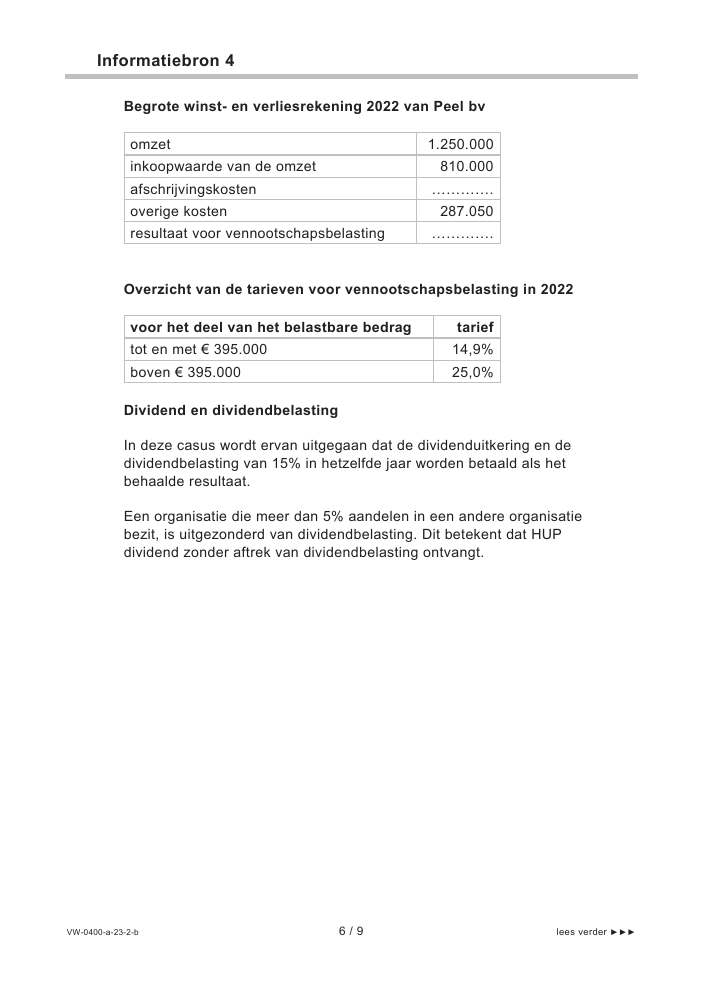 Informatiebron 4
Begrote winst- en verliesrekening 2022 van Peel bv
omzet 1.250.000
inkoopwaarde van de omzet 810.000
afschrijvingskosten ………….
overige kosten 287.050
resultaat voor vennootschapsbelasting ………….
Overzicht van de tarieven voor vennootschapsbelasting in 2022
voor het deel van het belastbare bedrag tarief
tot en met € 395.000 14,9%
boven € 395.000 25,0%
Dividend en dividendbelasting
In deze casus wordt ervan uitgegaan dat de dividenduitkering en de
dividendbelasting van 15% in hetzelfde jaar worden betaald als het
behaalde resultaat.
Een organisatie die meer dan 5% aandelen in een andere organisatie
bezit, is uitgezonderd van dividendbelasting. Dit betekent dat HUP
dividend zonder aftrek van dividendbelasting ontvangt.
VW-0400-a-23-2-b 6 / 9 lees verder ►►►